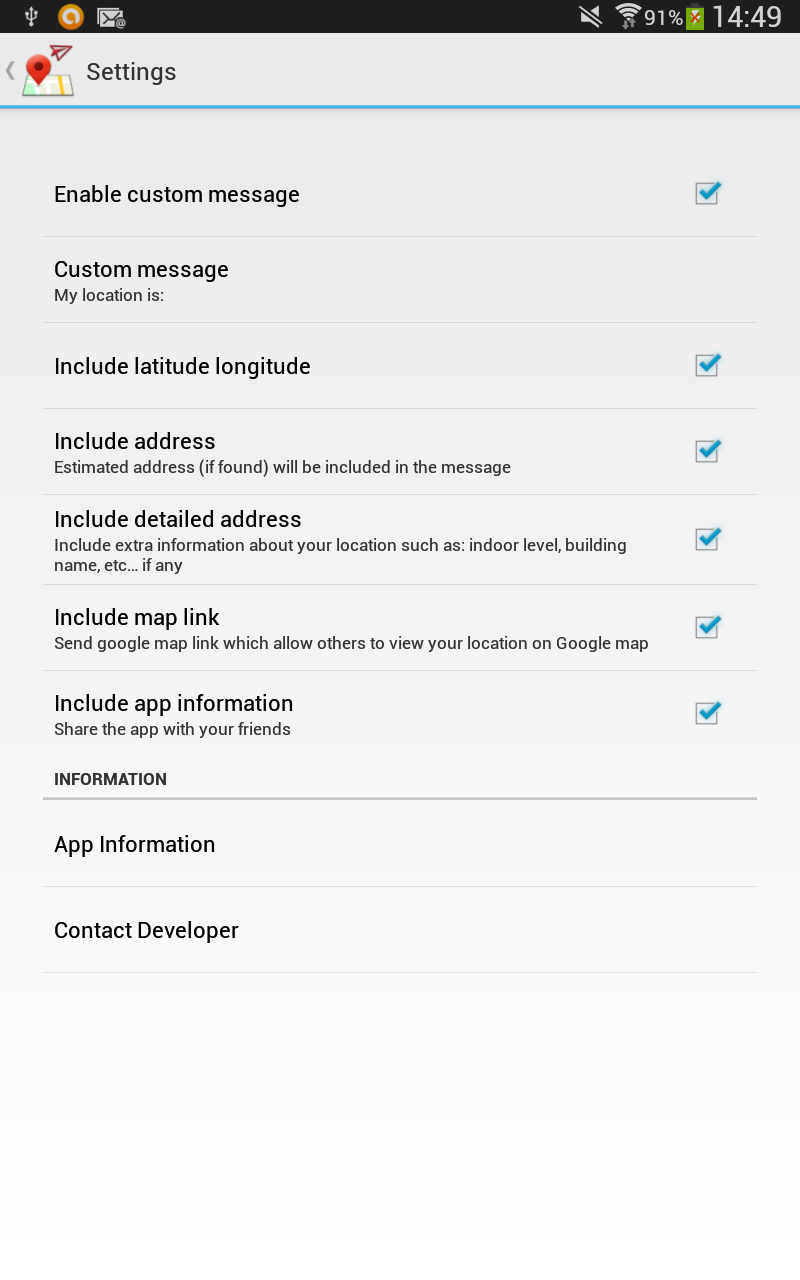 91% 14:49
Settings
Enable custom message
Custom message
My location is:
Include latitude longitude
Include address
Estimated address (if found) will be included in the message
Include detailed address
Include extra information about your location such as: indoor level, building
name, etc... if any
Include map link
Send google map link which allow others to view your location on Google map
Include app information
Share the app with your friends
INFORMATION
App Information
Contact Developer